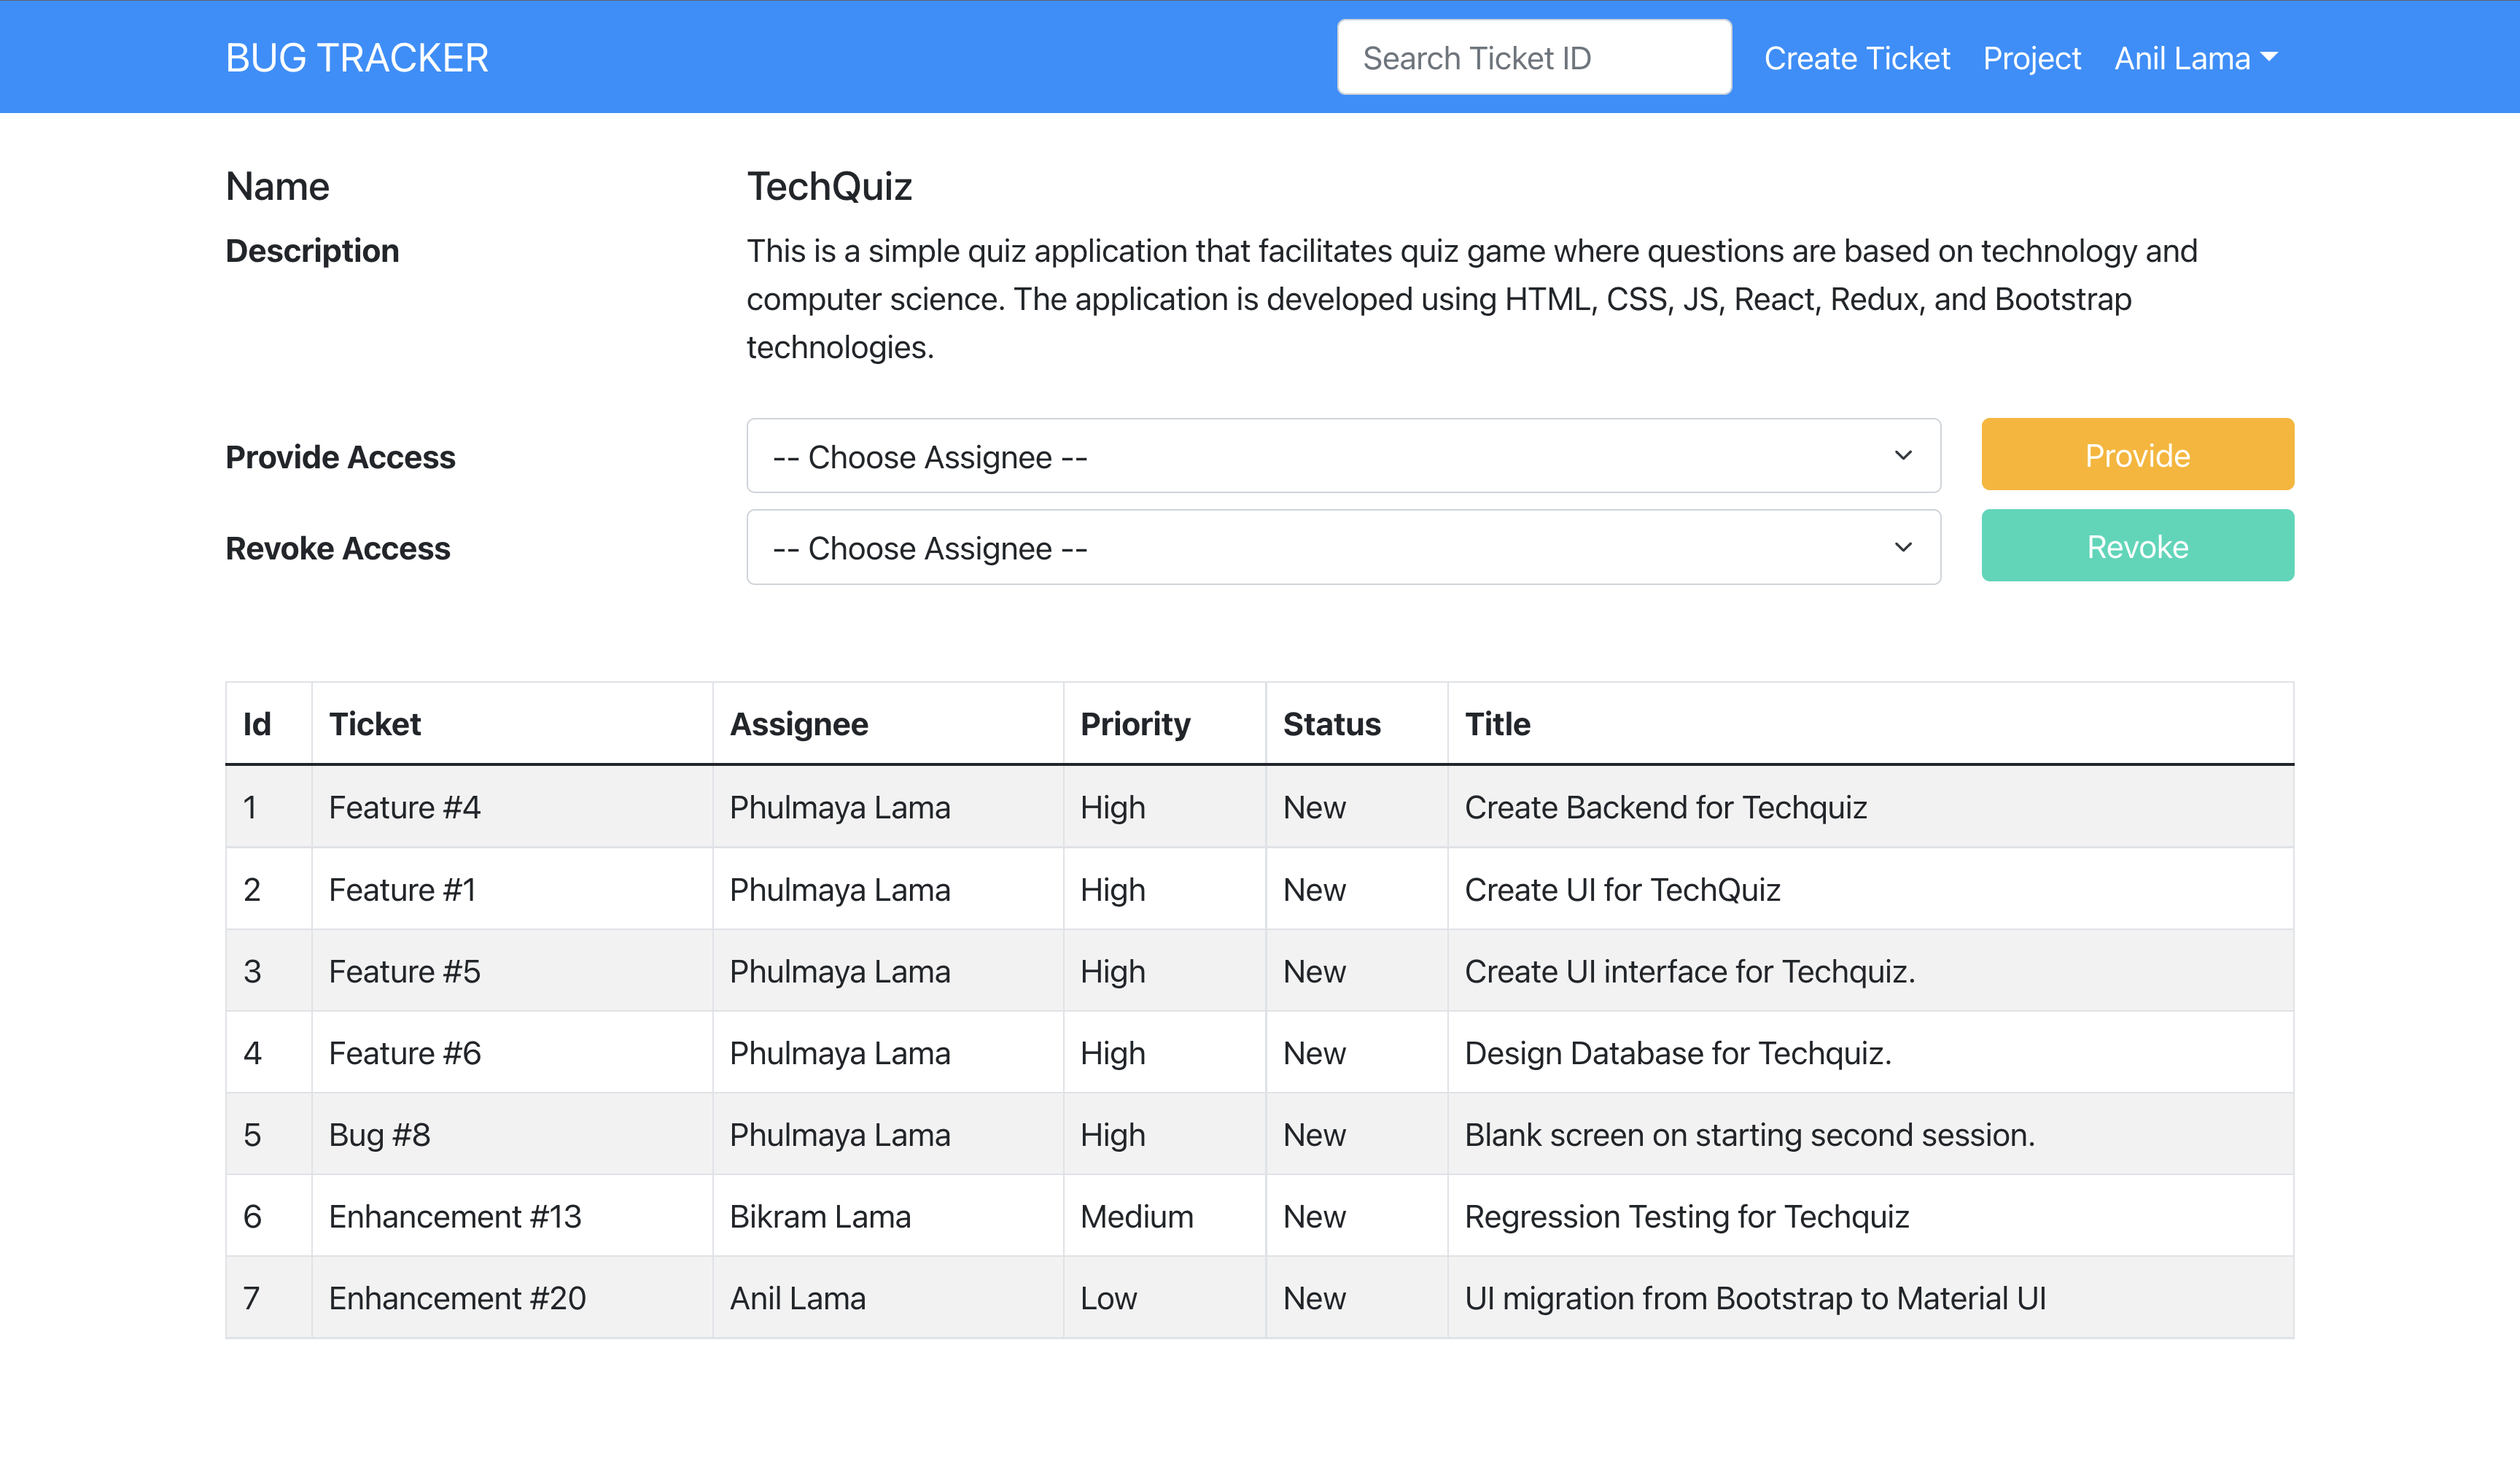 BUG TRACKER
Search Ticket ID
Create Ticket
Project
Anil Lama
Name
TechQuiz
Description
This is a simple quiz application that facilitates quiz game where questions are based on technology and
computer science. The application is developed using HTML, CSS, JS, React, Redux, and Bootstrap
technologies.
Provide Access
-- Choose Assignee --
Provide
Revoke Access
-- Choose Assignee --
Revoke
Id Ticket Assignee Priority Status Title
1 Feature #4 Phulmaya Lama High New Create Backend for Techquiz
2 Feature #1 Phulmaya Lama High New Create UI for TechQuiz
3 Feature #5 Phulmaya Lama High New Create UI interface for Techquiz.
4 Feature #6 Phulmaya Lama High New Design Database for Techquiz.
5 Bug #8 Phulmaya Lama High New Blank screen on starting second session.
6 Enhancement #13 Bikram Lama Medium New Regression Testing for Techquiz
7 Enhancement #20 Anil Lama Low New UI migration from Bootstrap to Material UI